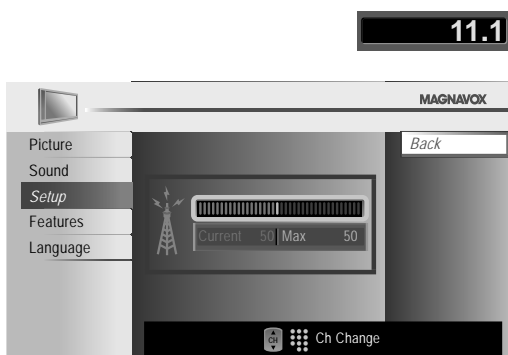 11.1
MAGNAVOX
Picture
Sound
Setup
Features
Language
Back
Current 50 Max 50
CH Ch Change